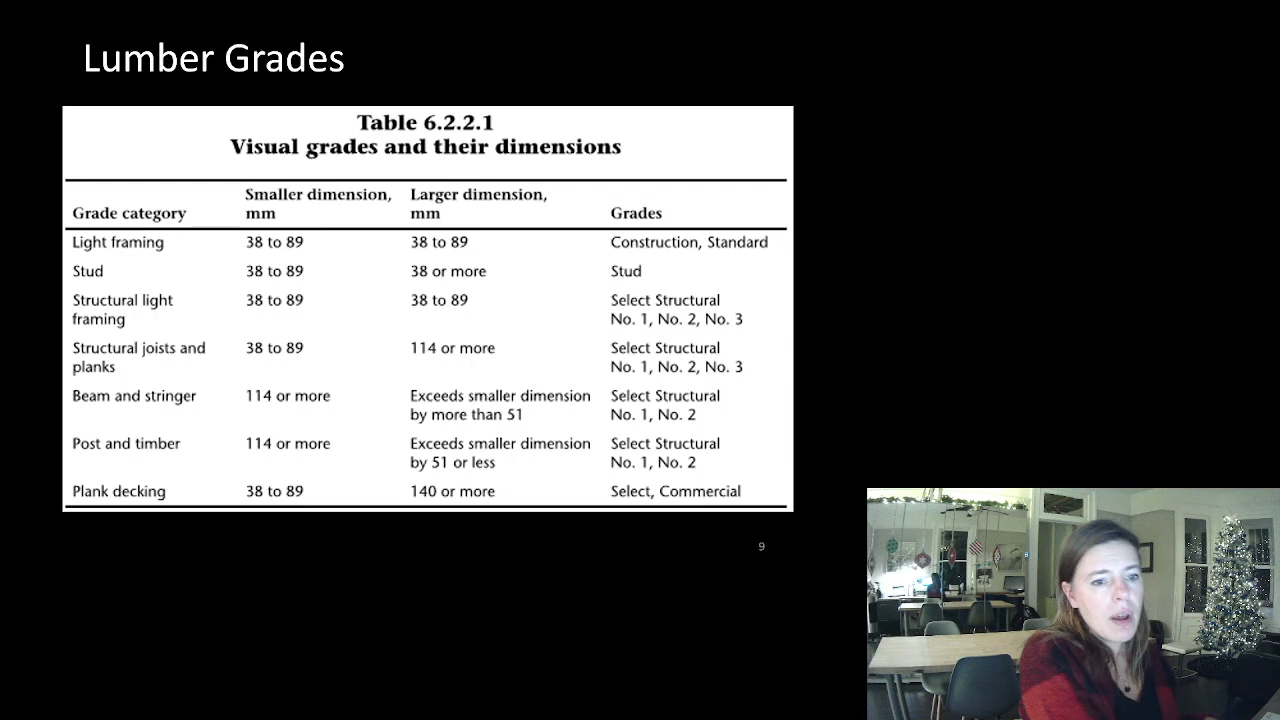 Lumber Grades
Table 6.2.2.1
Visual grades and their dimensions
Grade category Smaller dimension, mm Larger dimension, mm Grades
Light framing 38 to 89 38 to 89 Construction, Standard
Stud 38 to 89 38 or more Stud
Structural light framing 38 to 89 38 to 89 Select Structural No. 1, No. 2, No. 3
Structural joists and planks 38 to 89 114 or more Select Structural No. 1, No. 2, No. 3
Beam and stringer 114 or more Exceeds smaller dimension by more than 51 Select Structural No. 1, No. 2
Post and timber 114 or more Exceeds smaller dimension by 51 or less Select Structural No. 1, No. 2
Plank decking 38 to 89 140 or more Select, Commercial
9